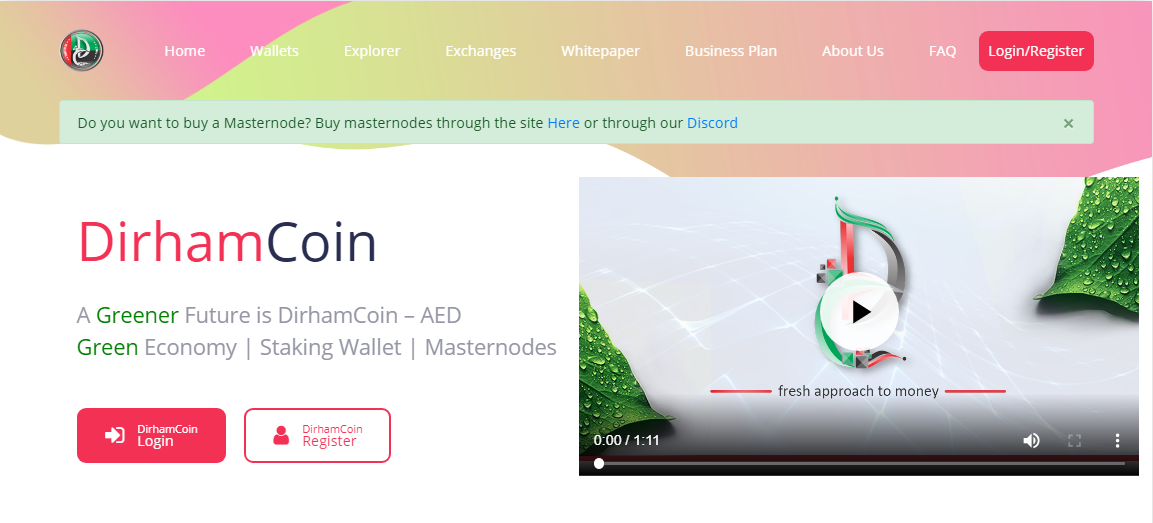 Home Wallets Explorer Exchanges Whitepaper Business Plan About Us FAQ Login/Register
Do you want to buy a Masternode? Buy masternodes through the site Here or through our Discord ×
DirhamCoin
A Greener Future is DirhamCoin – AED
Green Economy | Staking Wallet | Masternodes
DirhamCoin
Login
DirhamCoin
Register
fresh approach to money
0:00 / 1:11